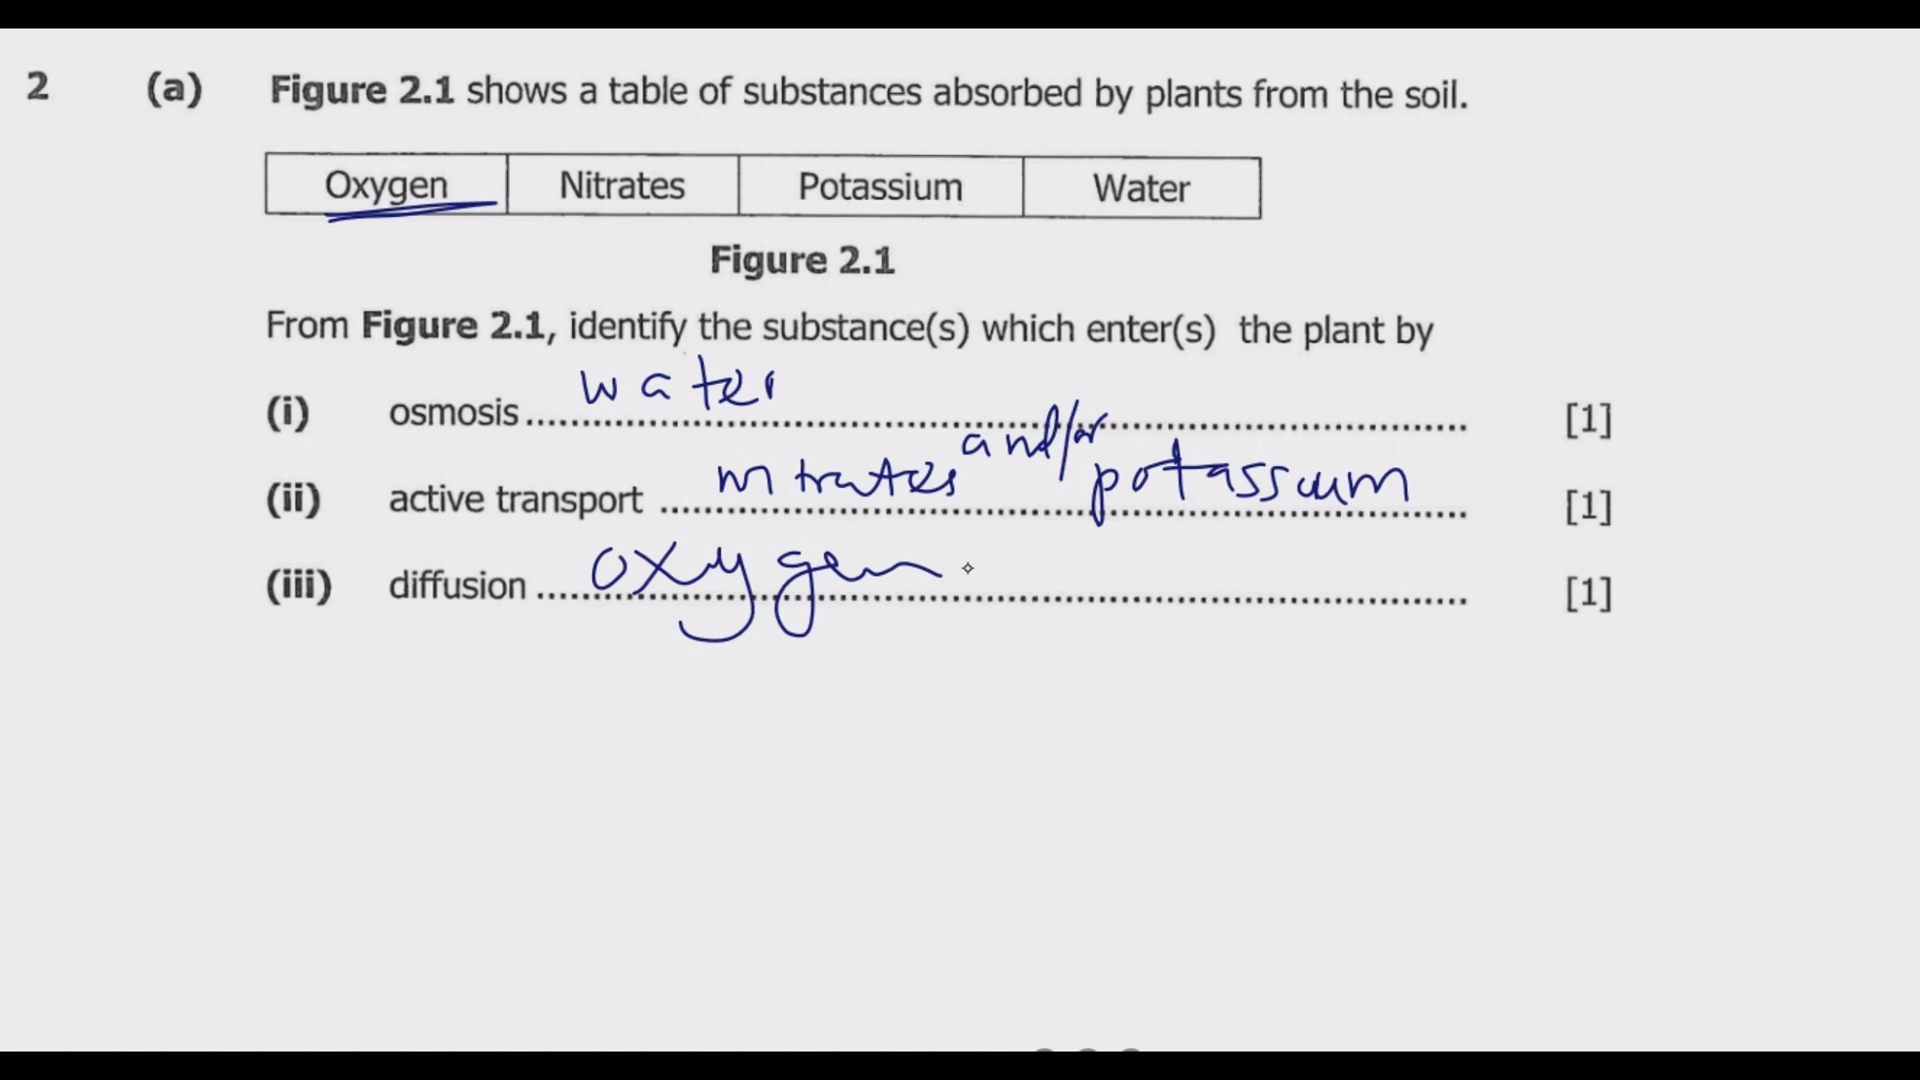 2 (a) Figure 2.1 shows a table of substances absorbed by plants from the soil.
Oxygen Nitrates Potassium Water
Figure 2.1
From Figure 2.1, identify the substance(s) which enter(s) the plant by
(i) osmosis water [1]
(ii) active transport nitrates and/or potassium [1]
(iii) diffusion oxygen [1]